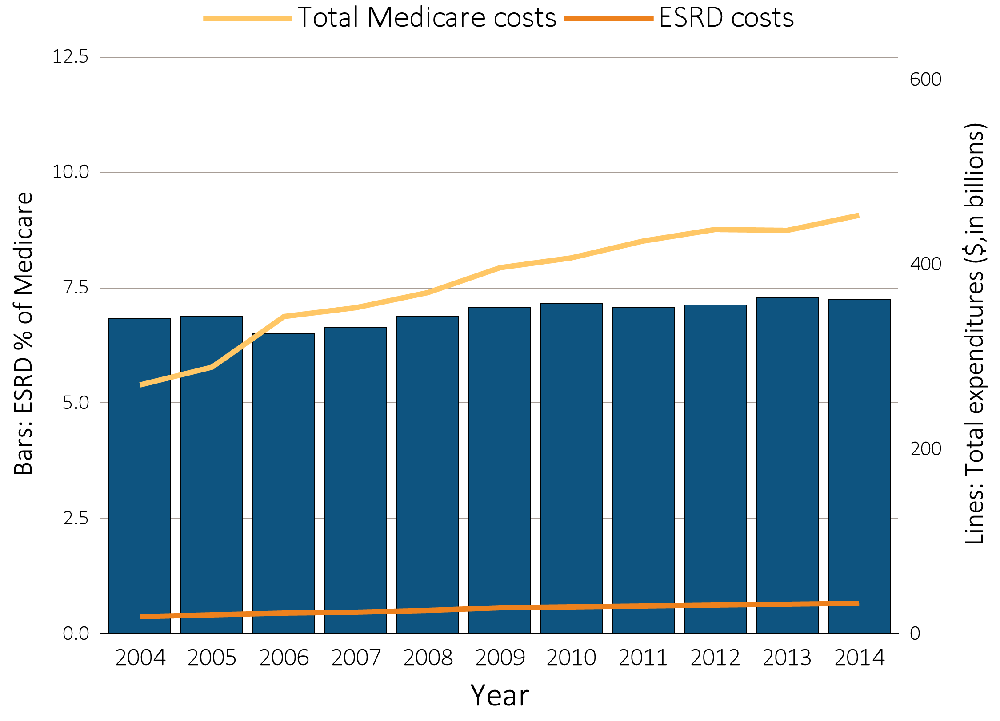 Total Medicare costs ESRD costs
12.5
10.0
7.5
5.0
2.5
0.0
Bars: ESRD % of Medicare
600
400
200
0
Lines: Total expenditures ($,in billions)
2004 2005 2006 2007 2008 2009 2010 2011 2012 2013 2014
Year